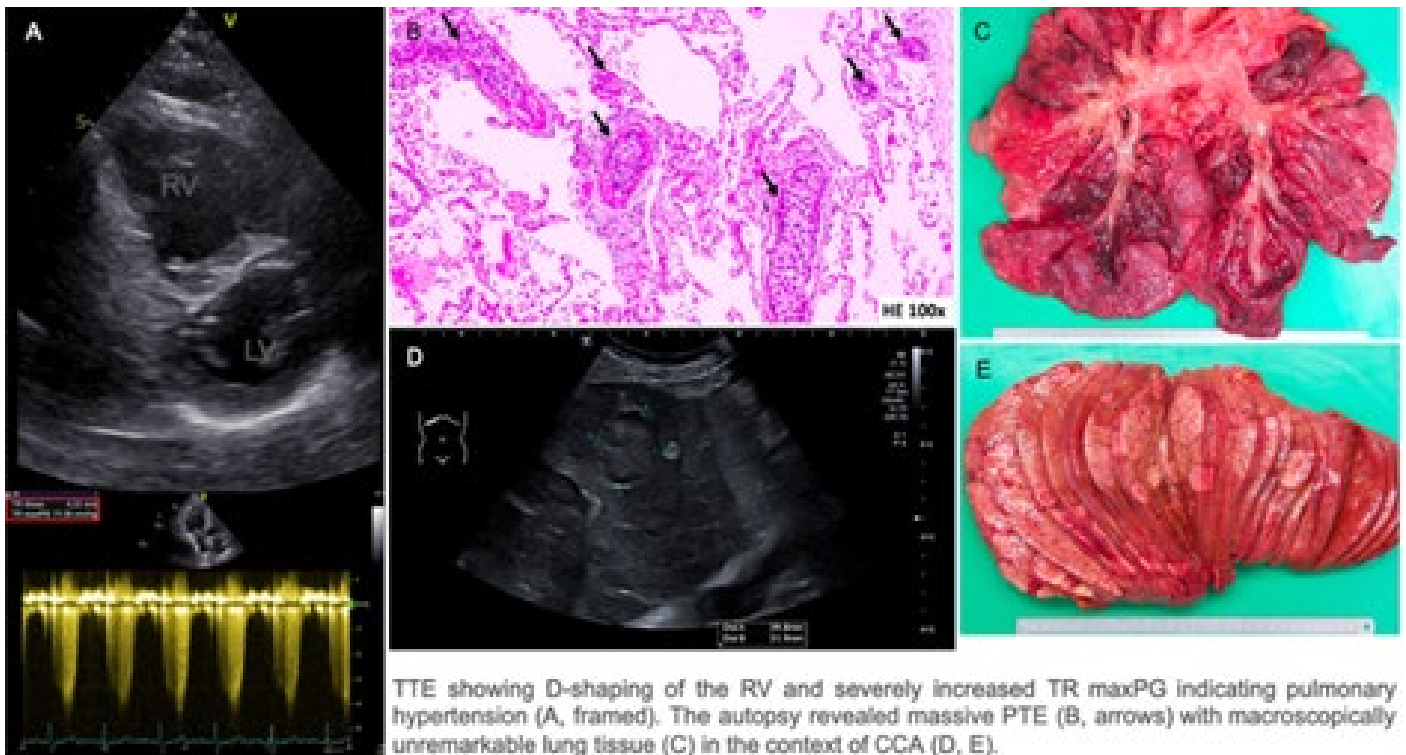 A
V
S
RV
LV
B
HE 100x
C
D
E
TTE showing D-shaping of the RV and severely increased TR maxPG indicating pulmonary
hypertension (A, framed). The autopsy revealed massive PTE (B, arrows) with macroscopically
unremarkable lung tissue (C) in the context of CCA (D, E).